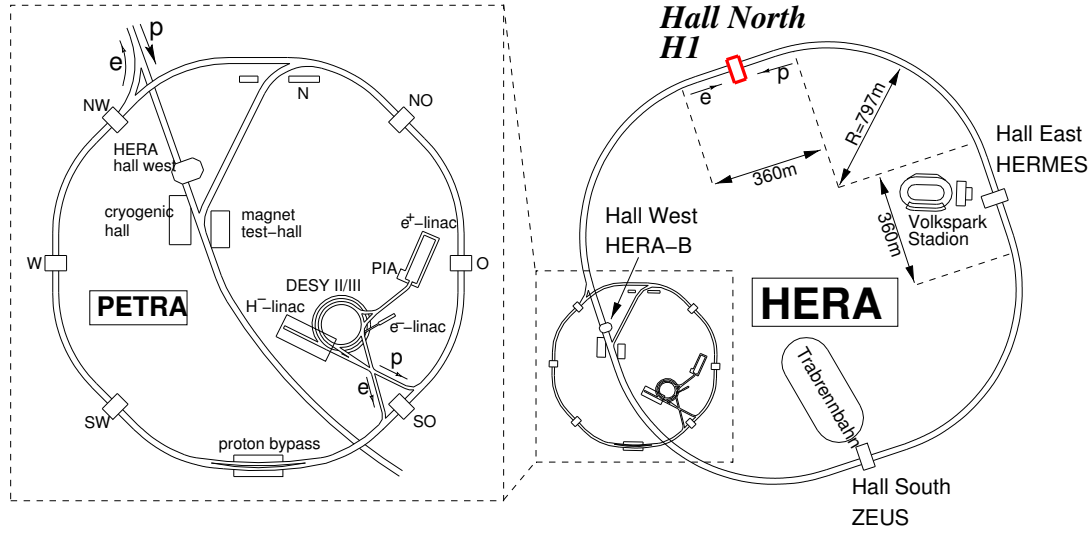 p
e
N
NW
NO
HERA
hall west
cryogenic
hall
magnet
test-hall
e+-linac
W
PIA
O
DESY II/III
PETRA
H−-linac
e−-linac
p
e
SW
SO
proton bypass
Hall North
H1
p
e
R=797m
360m
Hall East
HERMES
Hall West
HERA-B
Volkspark
Stadion
360m
HERA
Trabrennbahn
Hall South
ZEUS